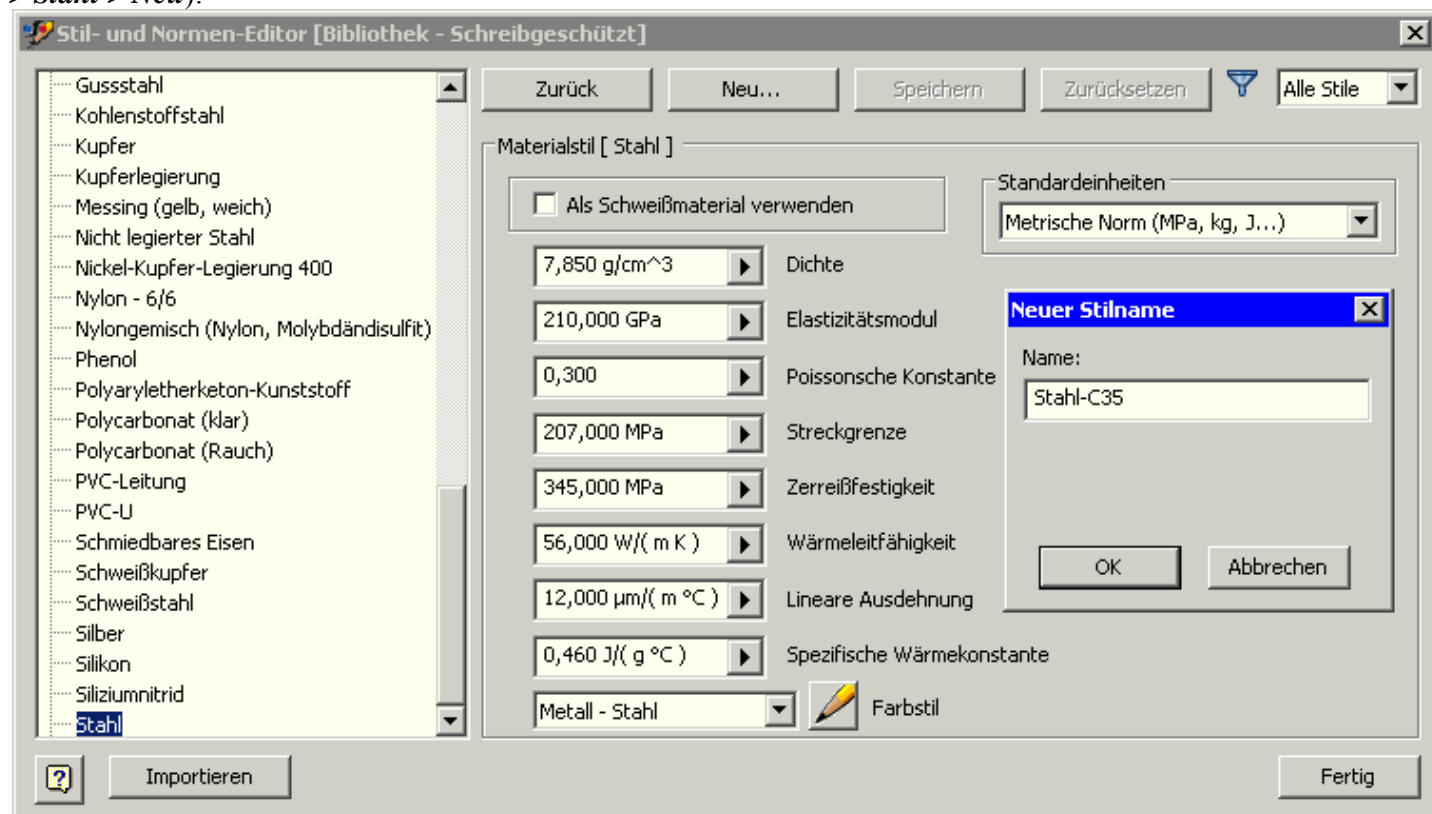 > Stahl > Neu).
Stil- und Normen-Editor [Bibliothek - Schreibgeschützt]
Gussstahl
Kohlenstoffstahl
Kupfer
Kupferlegierung
Messing (gelb, weich)
Nicht legierter Stahl
Nickel-Kupfer-Legierung 400
Nylon - 6/6
Nylongemisch (Nylon, Molybdändisulfit)
Phenol
Polyaryletherketon-Kunststoff
Polycarbonat (klar)
Polycarbonat (Rauch)
PVC-Leitung
PVC-U
Schmiedbares Eisen
Schweißkupfer
Schweißstahl
Silber
Silikon
Siliziumnitrid
Stahl
Zurück Neu... Speichern Zurücksetzen Alle Stile
Materialstil [ Stahl ]
Als Schweißmaterial verwenden
Standardeinheiten
Metrische Norm (MPa, kg, J...)
7,850 g/cm^3 Dichte
210,000 GPa Elastizitätsmodul
0,300 Poissonsche Konstante
207,000 MPa Streckgrenze
345,000 MPa Zerreißfestigkeit
56,000 W/( m K ) Wärmeleitfähigkeit
12,000 µm/( m °C ) Lineare Ausdehnung
0,460 J/( g °C ) Spezifische Wärmekonstante
Metall - Stahl Farbstil
Neuer Stilname
Name:
Stahl-C35
OK Abbrechen
? Importieren Fertig